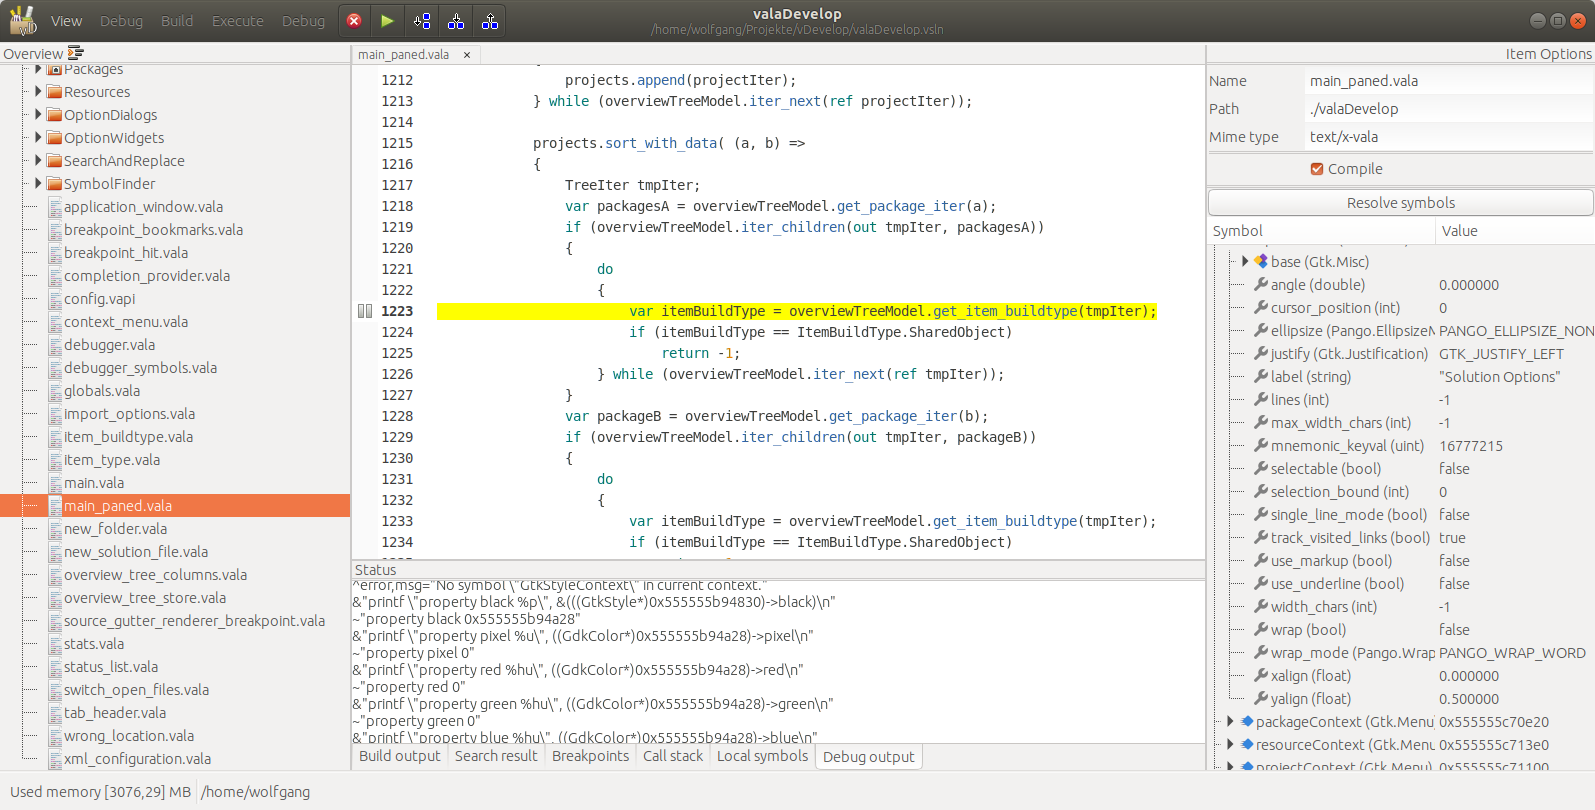 valaDevelop
/home/wolfgang/Projekte/vDevelop/valaDevelop.vsln
View Debug Build Execute Debug
Overview
Packages
Resources
OptionDialogs
OptionWidgets
SearchAndReplace
SymbolFinder
application_window.vala
breakpoint_bookmarks.vala
breakpoint_hit.vala
completion_provider.vala
config.vapi
context_menu.vala
debugger.vala
debugger_symbols.vala
globals.vala
import_options.vala
item_buildtype.vala
item_type.vala
main.vala
main_paned.vala
new_folder.vala
new_solution_file.vala
overview_tree_columns.vala
overview_tree_store.vala
source_gutter_renderer_breakpoint.vala
stats.vala
status_list.vala
switch_open_files.vala
tab_header.vala
wrong_location.vala
xml_configuration.vala
main_paned.vala ×
1212 projects.append(projectIter);
1213 } while (overviewTreeModel.iter_next(ref projectIter));
1214
1215 projects.sort_with_data( (a, b) =>
1216 {
1217 TreeIter tmpIter;
1218 var packagesA = overviewTreeModel.get_package_iter(a);
1219 if (overviewTreeModel.iter_children(out tmpIter, packagesA))
1220 {
1221 do
1222 {
1223 var itemBuildType = overviewTreeModel.get_item_buildtype(tmpIter);
1224 if (itemBuildType == ItemBuildType.SharedObject)
1225 return -1;
1226 } while (overviewTreeModel.iter_next(ref tmpIter));
1227 }
1228 var packageB = overviewTreeModel.get_package_iter(b);
1229 if (overviewTreeModel.iter_children(out tmpIter, packageB))
1230 {
1231 do
1232 {
1233 var itemBuildType = overviewTreeModel.get_item_buildtype(tmpIter);
1234 if (itemBuildType == ItemBuildType.SharedObject)
Status
^error,msg="No symbol \"GtkStyleContext\" in current context."
&"printf \"property black %p\", &(((GtkStyle*)0x555555b94830)->black)\n"
~"property black 0x555555b94a28"
&"printf \"property pixel %u\", ((GdkColor*)0x555555b94a28)->pixel\n"
~"property pixel 0"
&"printf \"property red %hu\", ((GdkColor*)0x555555b94a28)->red\n"
~"property red 0"
&"printf \"property green %hu\", ((GdkColor*)0x555555b94a28)->green\n"
~"property green 0"
&"printf \"property blue %hu\", ((GdkColor*)0x555555b94a28)->blue\n"
Build output Search result Breakpoints Call stack Local symbols Debug output
Item Options
Name main_paned.vala
Path ./valaDevelop
Mime type text/x-vala
Compile
Resolve symbols
Symbol Value
base (Gtk.Misc)
angle (double) 0.000000
cursor_position (int) 0
ellipsize (Pango.EllipsizeM PANGO_ELLIPSIZE_NON
justify (Gtk.Justification) GTK_JUSTIFY_LEFT
label (string) "Solution Options"
lines (int) -1
max_width_chars (int) -1
mnemonic_keyval (uint) 16777215
selectable (bool) false
selection_bound (int) 0
single_line_mode (bool) false
track_visited_links (bool) true
use_markup (bool) false
use_underline (bool) false
width_chars (int) -1
wrap (bool) false
wrap_mode (Pango.Wrap PANGO_WRAP_WORD
xalign (float) 0.000000
yalign (float) 0.500000
packageContext (Gtk.Menu 0x555555c70e20
resourceContext (Gtk.Menu 0x555555c713e0
projectContext (Gtk.Menu) 0x555555c71100
Used memory [3076,29] MB /home/wolfgang